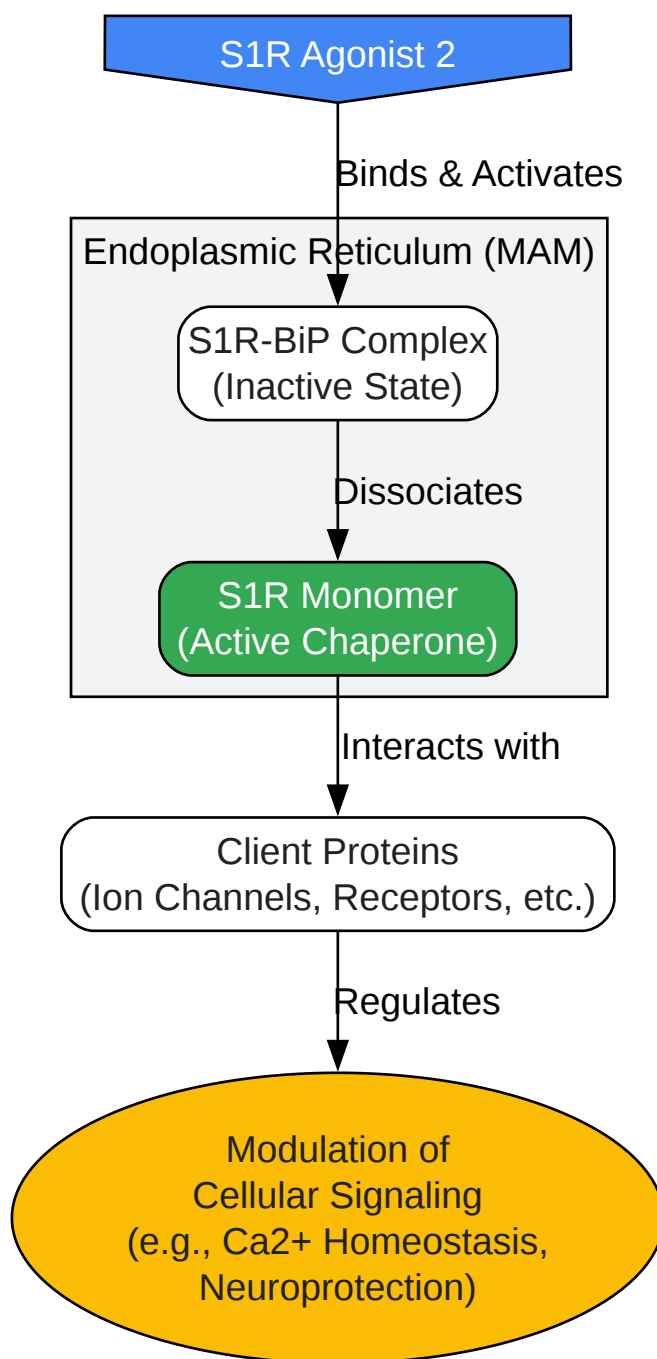 S1R Agonist 2
Binds & Activates
Endoplasmic Reticulum (MAM)
S1R-BiP Complex
(Inactive State)
Dissociates
S1R Monomer
(Active Chaperone)
Interacts with
Client Proteins
(Ion Channels, Receptors, etc.)
Regulates
Modulation of
Cellular Signaling
(e.g., Ca2+ Homeostasis,
Neuroprotection)